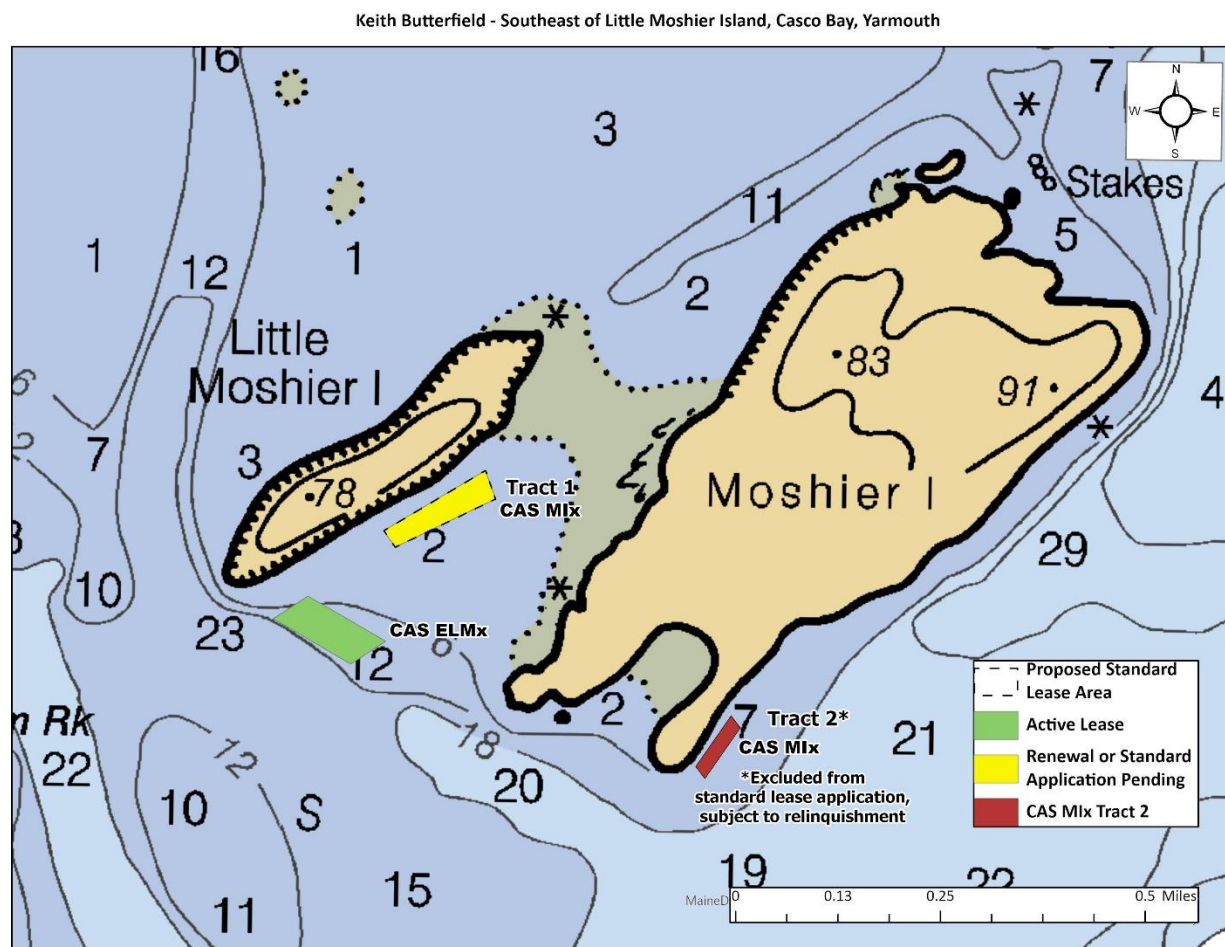 Keith Butterfield - Southeast of Little Moshier Island, Casco Bay, Yarmouth
16
7
N
W E
S
3
Stakes
11
5
1
1
12
2
Little
Moshier I
83
91
4
6
7
3
78
Tract 1
CAS MIx
Moshier I
2
29
10
23
CAS ELMx
12
6
2
7
Tract 2*
CAS MIx
*Excluded from
standard lease application,
subject to relinquishment
18
20
21
Rk
22
12
10
S
11
15
19
22
Proposed Standard
Lease Area
Active Lease
Renewal or Standard
Application Pending
CAS MIx Tract 2
MaineD
0 0.13 0.25 0.5 Miles